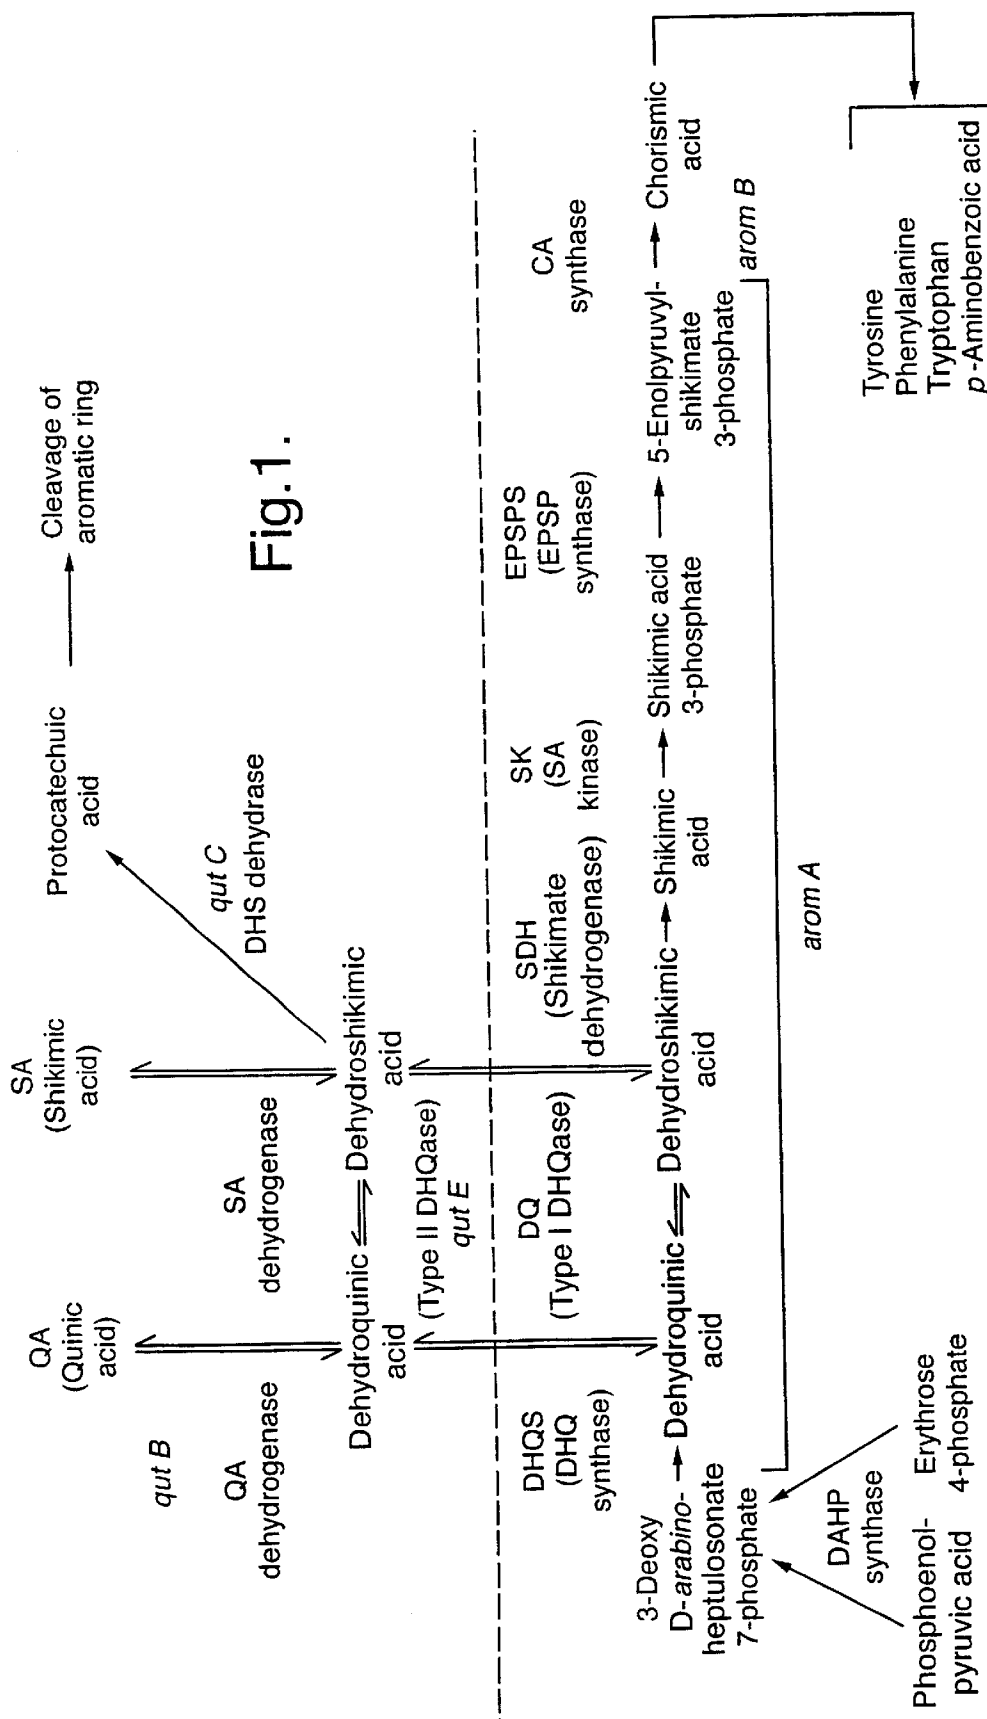 QA
(Quinic
acid)
SA
(Shikimic
acid)
Protocatechuic
acid
Cleavage of
aromatic ring
qut B
QA
dehydrogenase
SA
dehydrogenase
qut C
DHS dehydrase
Fig.1.
Dehydroquinic
acid
Dehydroshikimic
acid
(Type II DHQase)
qut E
DHQS
(DHQ
synthase)
DQ
(Type I DHQase)
SDH
(Shikimate
dehydrogenase)
SK
(SA
kinase)
EPSPS
(EPSP
synthase)
CA
synthase
3-Deoxy
D-arabino-
heptulosonate
7-phosphate
Dehydroquinic
acid
Dehydroshikimic
acid
Shikimic
acid
Shikimic acid
3-phosphate
5-Enolpyruvyl-
shikimate
3-phosphate
Chorismic
acid
arom B
arom A
DAHP
synthase
Phosphoenol-
pyruvic acid
Erythrose
4-phosphate
Tyrosine
Phenylalanine
Tryptophan
p-Aminobenzoic acid